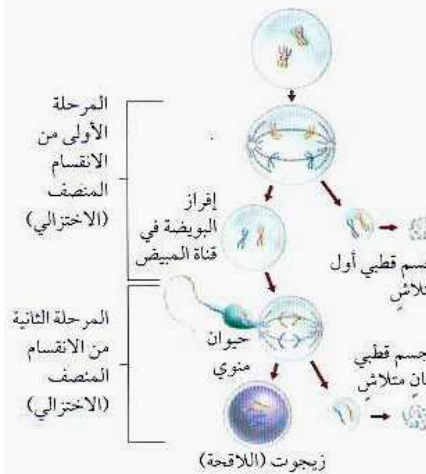 المرحلة
الأولى من
الانقسام
المنصف
(الاختزالي)
إفراز
البويضة في
قناة المبيض
جسم قطبي أول
متلاشٍ
المرحلة الثانية
من الانقسام
المنصف
(الاختزالي)
حيوان
منوي
جسم قطبي
ثانٍ متلاشٍ
زيجوت (اللاقحة)